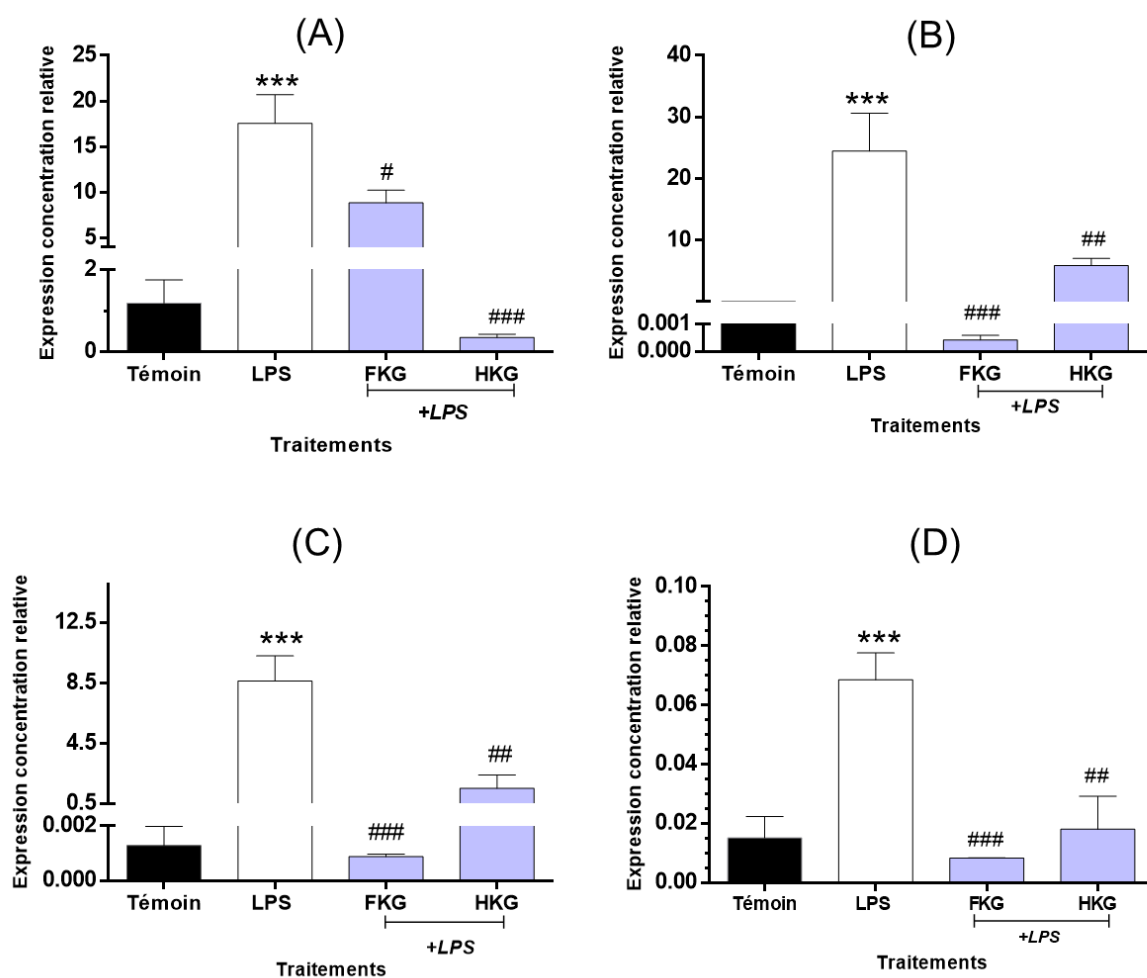 (A)
Expression concentration relative
25
20
15
10
5
2
0
***
#
###
Témoin
LPS
FKG
HKG
+LPS
Traitements
(B)
Expression concentration relative
40
30
20
10
0.001
0.000
***
###
##
Témoin
LPS
FKG
HKG
+LPS
Traitements
(C)
Expression concentration relative
12.5
8.5
4.5
0.5
0.002
0.000
***
###
##
Témoin
LPS
FKG
HKG
+LPS
Traitements
(D)
Expression concentration relative
0.10
0.08
0.06
0.04
0.02
0.00
***
###
##
Témoin
LPS
FKG
HKG
+LPS
Traitements